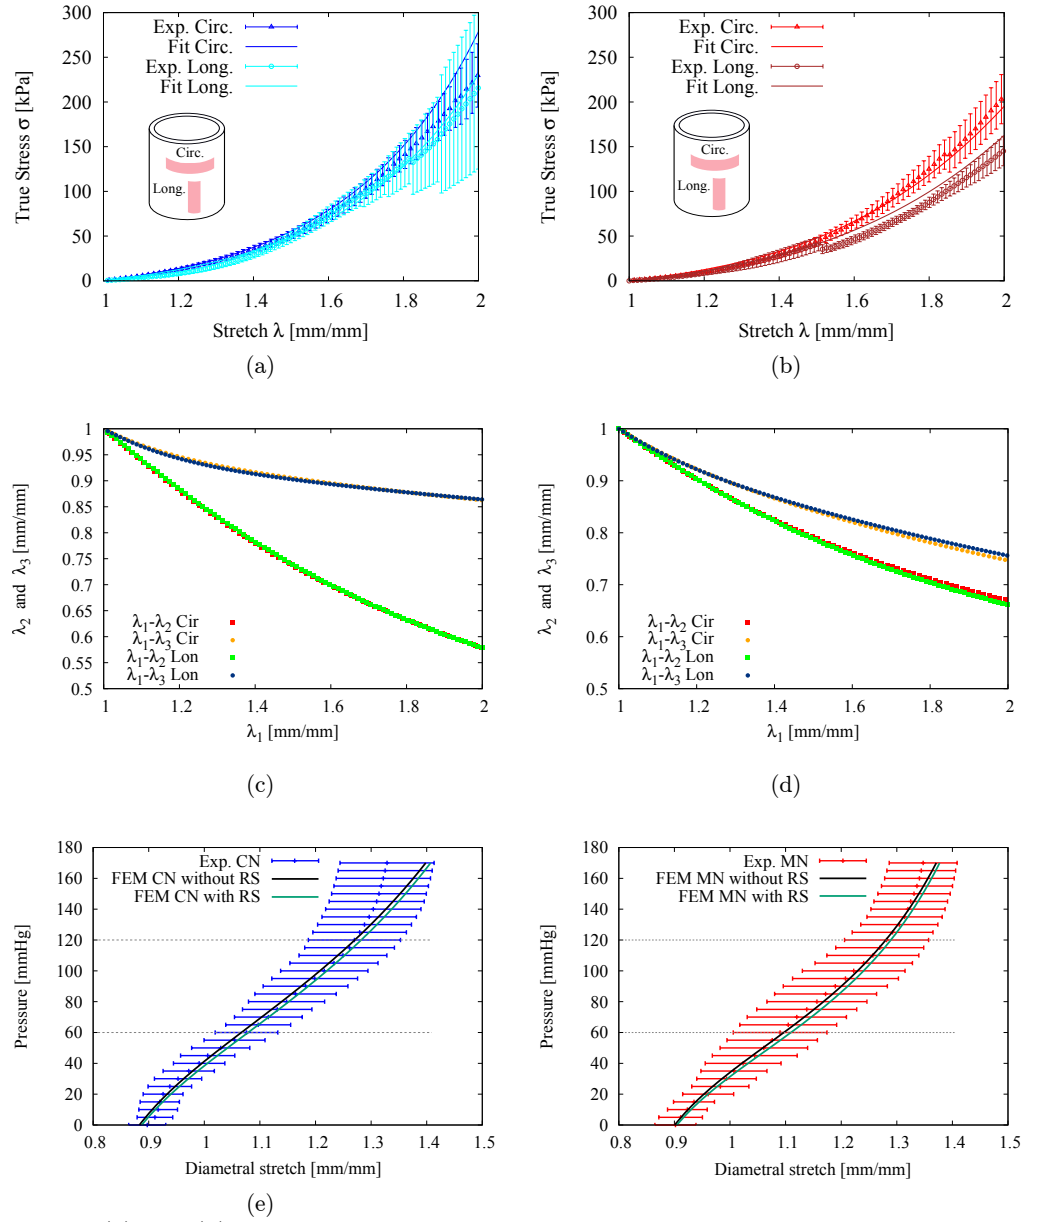 300
250
200
150
100
50
0
True Stress σ [kPa]
Exp. Circ.
Fit Circ.
Exp. Long.
Fit Long.
Circ.
Long.
1 1.2 1.4 1.6 1.8 2
Stretch λ [mm/mm]
(a)
300
250
200
150
100
50
0
True Stress σ [kPa]
Exp. Circ.
Fit Circ.
Exp. Long.
Fit Long.
Circ.
Long.
1 1.2 1.4 1.6 1.8 2
Stretch λ [mm/mm]
(b)
1
0.95
0.9
0.85
0.8
0.75
0.7
0.65
0.6
0.55
0.5
λ2 and λ3 [mm/mm]
λ1-λ2 Cir
λ1-λ3 Cir
λ1-λ2 Lon
λ1-λ3 Lon
1 1.2 1.4 1.6 1.8 2
λ1 [mm/mm]
(c)
1
0.9
0.8
0.7
0.6
0.5
λ2 and λ3 [mm/mm]
λ1-λ2 Cir
λ1-λ3 Cir
λ1-λ2 Lon
λ1-λ3 Lon
1 1.2 1.4 1.6 1.8 2
λ1 [mm/mm]
(d)
180
160
140
120
100
80
60
40
20
0
Pressure [mmHg]
Exp. CN
FEM CN without RS
FEM CN with RS
0.8 0.9 1 1.1 1.2 1.3 1.4 1.5
Diametral stretch [mm/mm]
(e)
180
160
140
120
100
80
60
40
20
0
Pressure [mmHg]
Exp. MN
FEM MN without RS
FEM MN with RS
0.8 0.9 1 1.1 1.2 1.3 1.4 1.5
Diametral stretch [mm/mm]